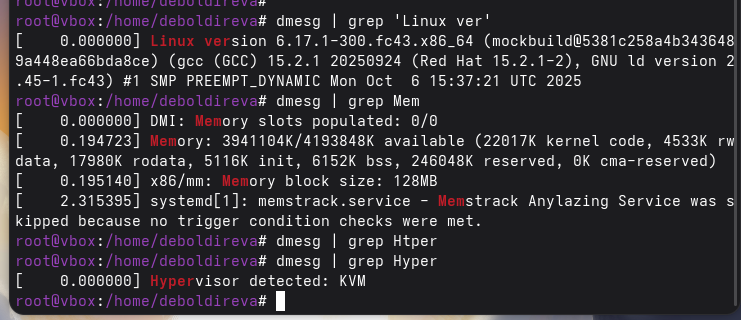 root@vbox:/home/deboldireva#
root@vbox:/home/deboldireva# dmesg | grep 'Linux ver'
[    0.000000] Linux version 6.17.1-300.fc43.x86_64 (mockbuild@5381c258a4b343648
9a448ea66bda8ce) (gcc (GCC) 15.2.1 20250924 (Red Hat 15.2.1-2), GNU ld version 2
.45-1.fc43) #1 SMP PREEMPT_DYNAMIC Mon Oct  6 15:37:21 UTC 2025
root@vbox:/home/deboldireva# dmesg | grep Mem
[    0.000000] DMI: Memory slots populated: 0/0
[    0.194723] Memory: 3941104K/4193848K available (22017K kernel code, 4533K rw
data, 17980K rodata, 5116K init, 6152K bss, 246048K reserved, 0K cma-reserved)
[    0.195140] x86/mm: Memory block size: 128MB
[    2.315395] systemd[1]: memstrack.service - Memstrack Anylazing Service was s
kipped because no trigger condition checks were met.
root@vbox:/home/deboldireva# dmesg | grep Htper
root@vbox:/home/deboldireva# dmesg | grep Hyper
[    0.000000] Hypervisor detected: KVM
root@vbox:/home/deboldireva#